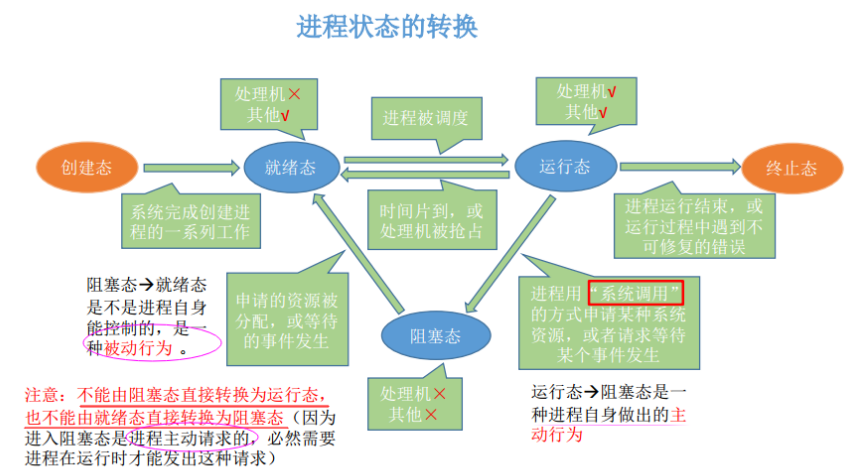 进程状态的转换
处理机×
其他√
进程被调度
处理机√
其他√
创建态
就绪态
运行态
终止态
系统完成创建进
程的一系列工作
时间片到，或
处理机被抢占
进程运行结束，或
运行过程中遇到不
可修复的错误
阻塞态→就绪态
是不是进程自身
能控制的，是一
种被动行为 。
申请的资源被
分配，或等待
的事件发生
阻塞态
进程用“系统调用”
的方式申请某种系统
资源，或者请求等待
某个事件发生
处理机×
其他×
运行态→阻塞态是一
种进程自身做出的主
动行为
注意：不能由阻塞态直接转换为运行态，
也不能由就绪态直接转换为阻塞态（因为
进入阻塞态是进程主动请求的，必然需要
进程在运行时才能发出这种请求）